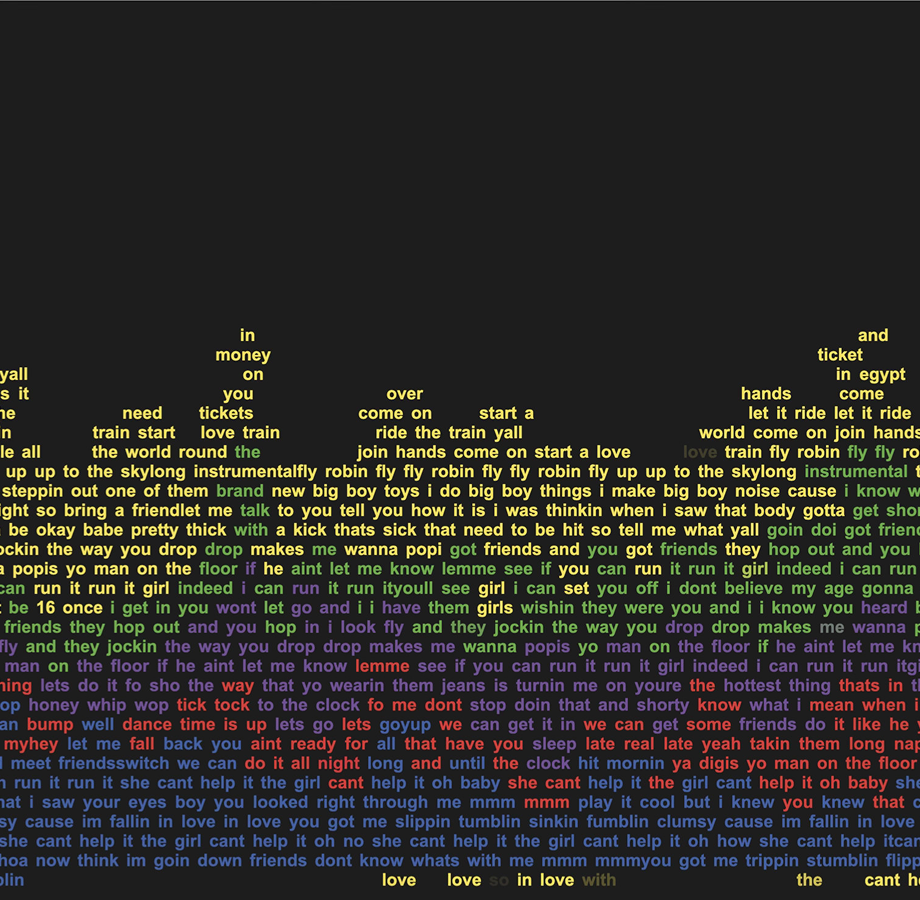 in and
money ticket
yall on in egypt
s it you over hands come
need tickets come on start a let it ride let it ride
in train start love train ride the train yall world come on join hands
le all the world round the join hands come on start a love love train fly robin fly fly ro
up up to the skylong instrumentalfly robin fly fly robin fly fly robin fly up up to the skylong instrumental
steppin out one of them brand new big boy toys i do big boy things i make big boy noise cause i know w
ight so bring a friendlet me talk to you tell you how it is i was thinkin when i saw that body gotta get shor
be okay babe pretty thick with a kick thats sick that need to be hit so tell me what yall goin doi got frien
ockin the way you drop drop makes me wanna popi got friends and you got friends they hop out and you
a popis yo man on the floor if he aint let me know lemme see if you can run it run it girl indeed i can run
can run it run it girl indeed i can run it run ityoull see girl i can set you off i dont believe my age gonna
be 16 once i get in you wont let go and i i have them girls wishin they were you and i i know you heard
friends they hop out and you hop in i look fly and they jockin the way you drop drop makes me wanna p
fly and they jockin the way you drop drop makes me wanna popis yo man on the floor if he aint let me kn
man on the floor if he aint let me know lemme see if you can run it run it girl indeed i can run it run itg
ning lets do it fo sho the way that yo wearin them jeans is turnin me on youre the hottest thing thats in
op honey whip wop tick tock to the clock fo me dont stop doin that and shorty know what i mean when i
an bump well dance time is up lets go lets goyup we can get it in we can get some friends do it like he
myhey let me fall back you aint ready for all that have you sleep late real late yeah takin them long nap
meet friendsswitch we can do it all night long and until the clock hit mornin ya digis yo man on the floor
run it run it she cant help it the girl cant help it oh baby she cant help it the girl cant help it oh baby she
hat i saw your eyes boy you looked right through me mmm mmm play it cool but i knew you knew that
sy cause im fallin in love in love you got me slippin tumblin sinkin fumblin clumsy cause im fallin in love
she cant help it the girl cant help it oh no she cant help it the girl cant help it oh how she cant help itcan
hoa now think im goin down friends dont know whats with me mmm mmmyou got me trippin stumblin flipp
blin love love so in love with the cant he